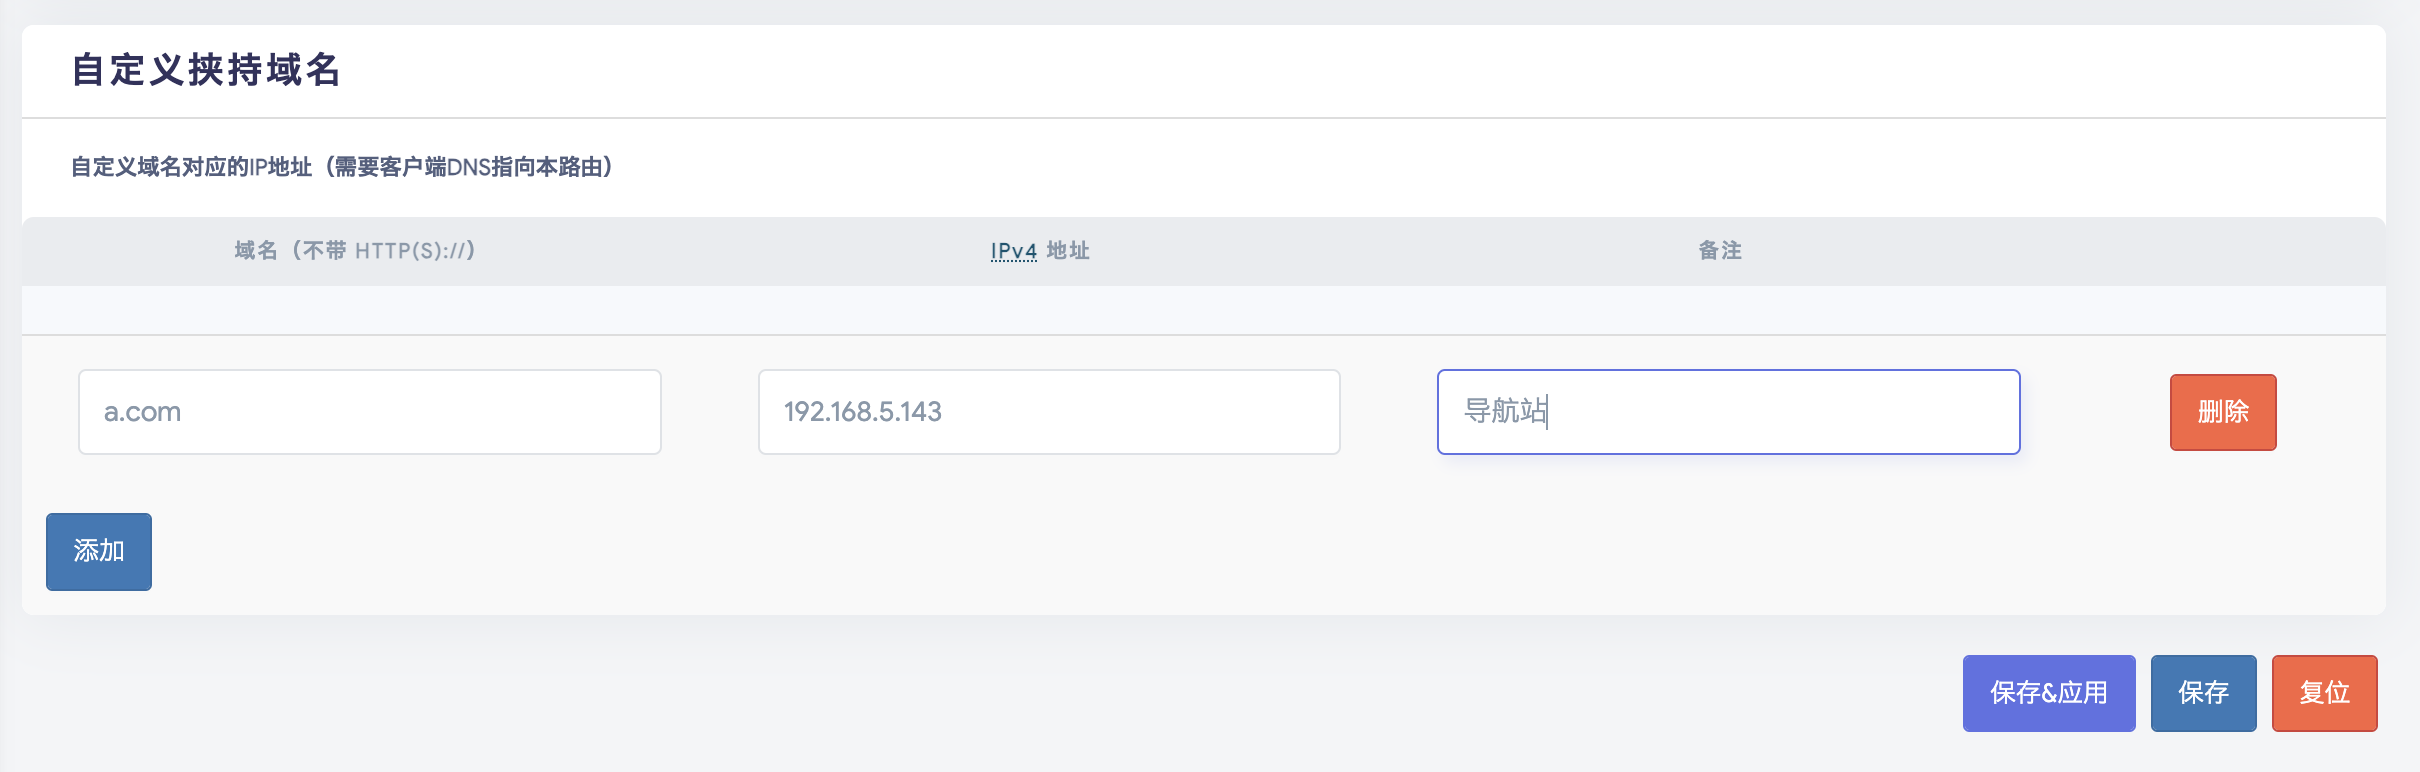 自定义挟持域名
自定义域名对应的IP地址（需要客户端DNS指向本路由）
域名（不带 HTTP(S)://） IPv4 地址 备注
a.com 192.168.5.143 导航站 删除
添加
保存&应用 保存 复位